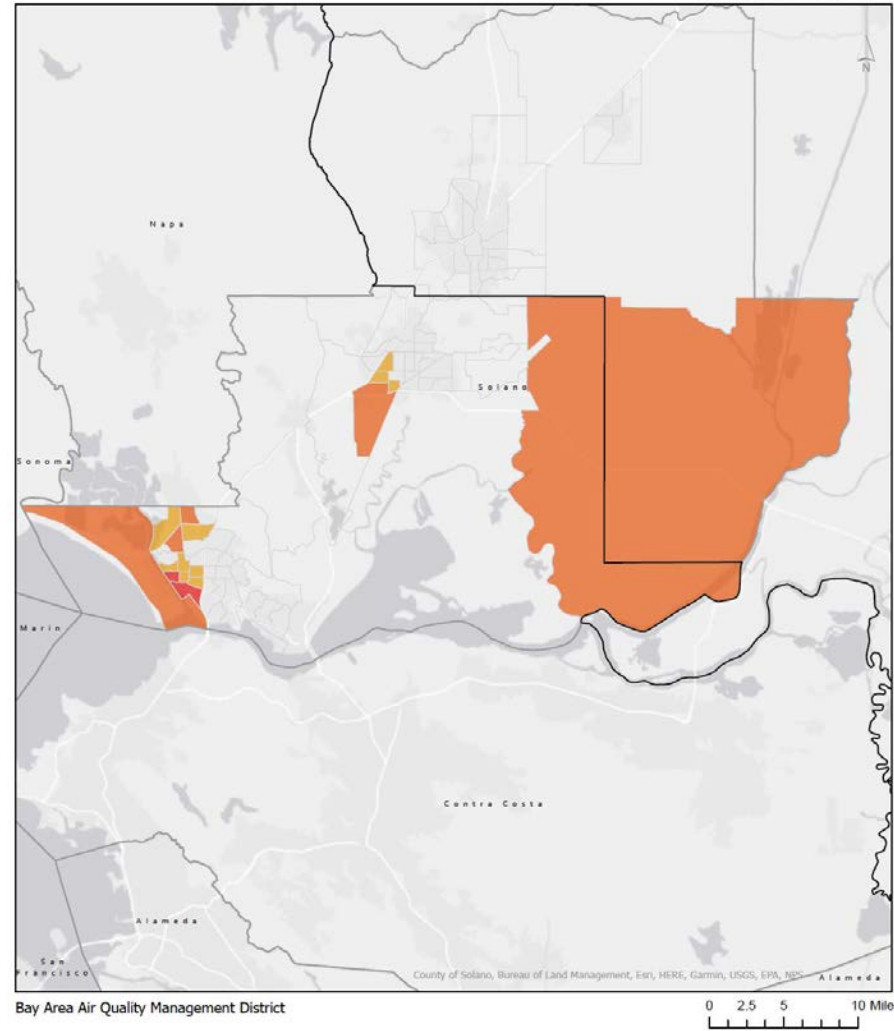 N
Napa
Solano
Sonoma
Marin
Contra Costa
Alameda
San
Francisco
County of Solano, Bureau of Land Management, Esri, HERE, Garmin, USGS, EPA, NPS
Alameda
Bay Area Air Quality Management District
0 2.5 5 10 Mile